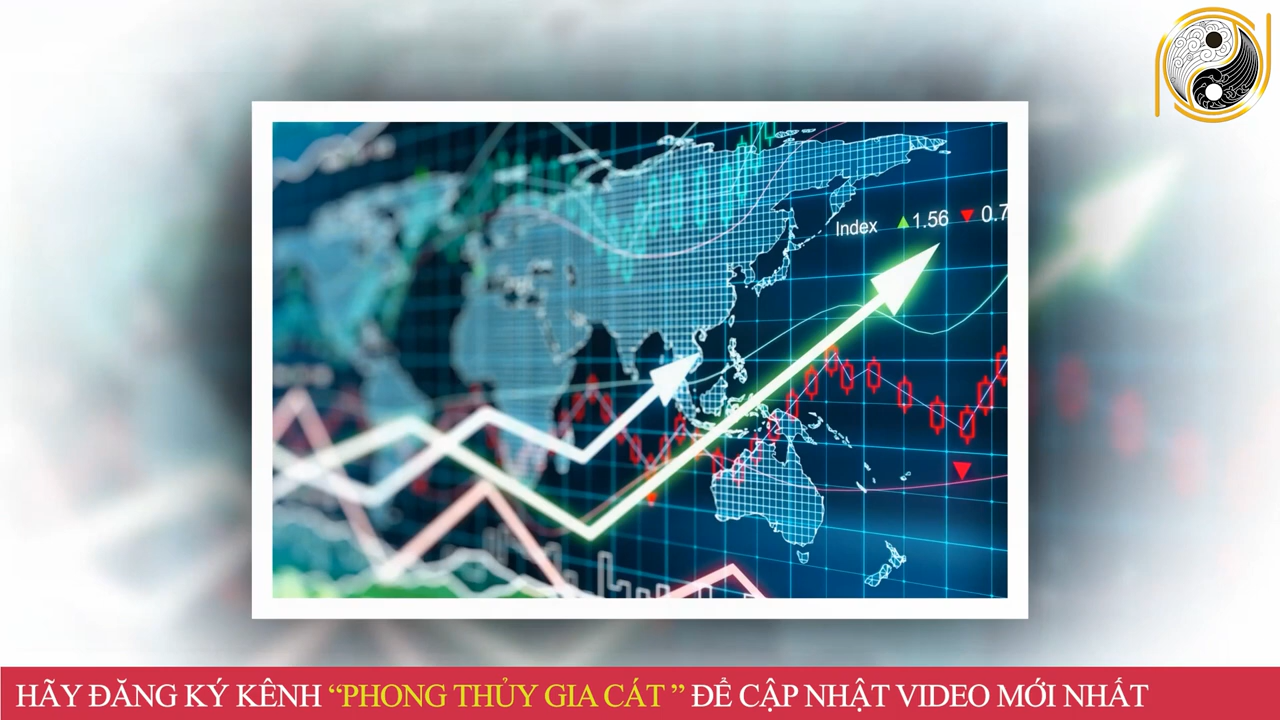 Index ▲1.56 ▼0.7
HÃY ĐĂNG KÝ KÊNH “PHONG THỦY GIA CÁT ” ĐỂ CẬP NHẬT VIDEO MỚI NHẤT